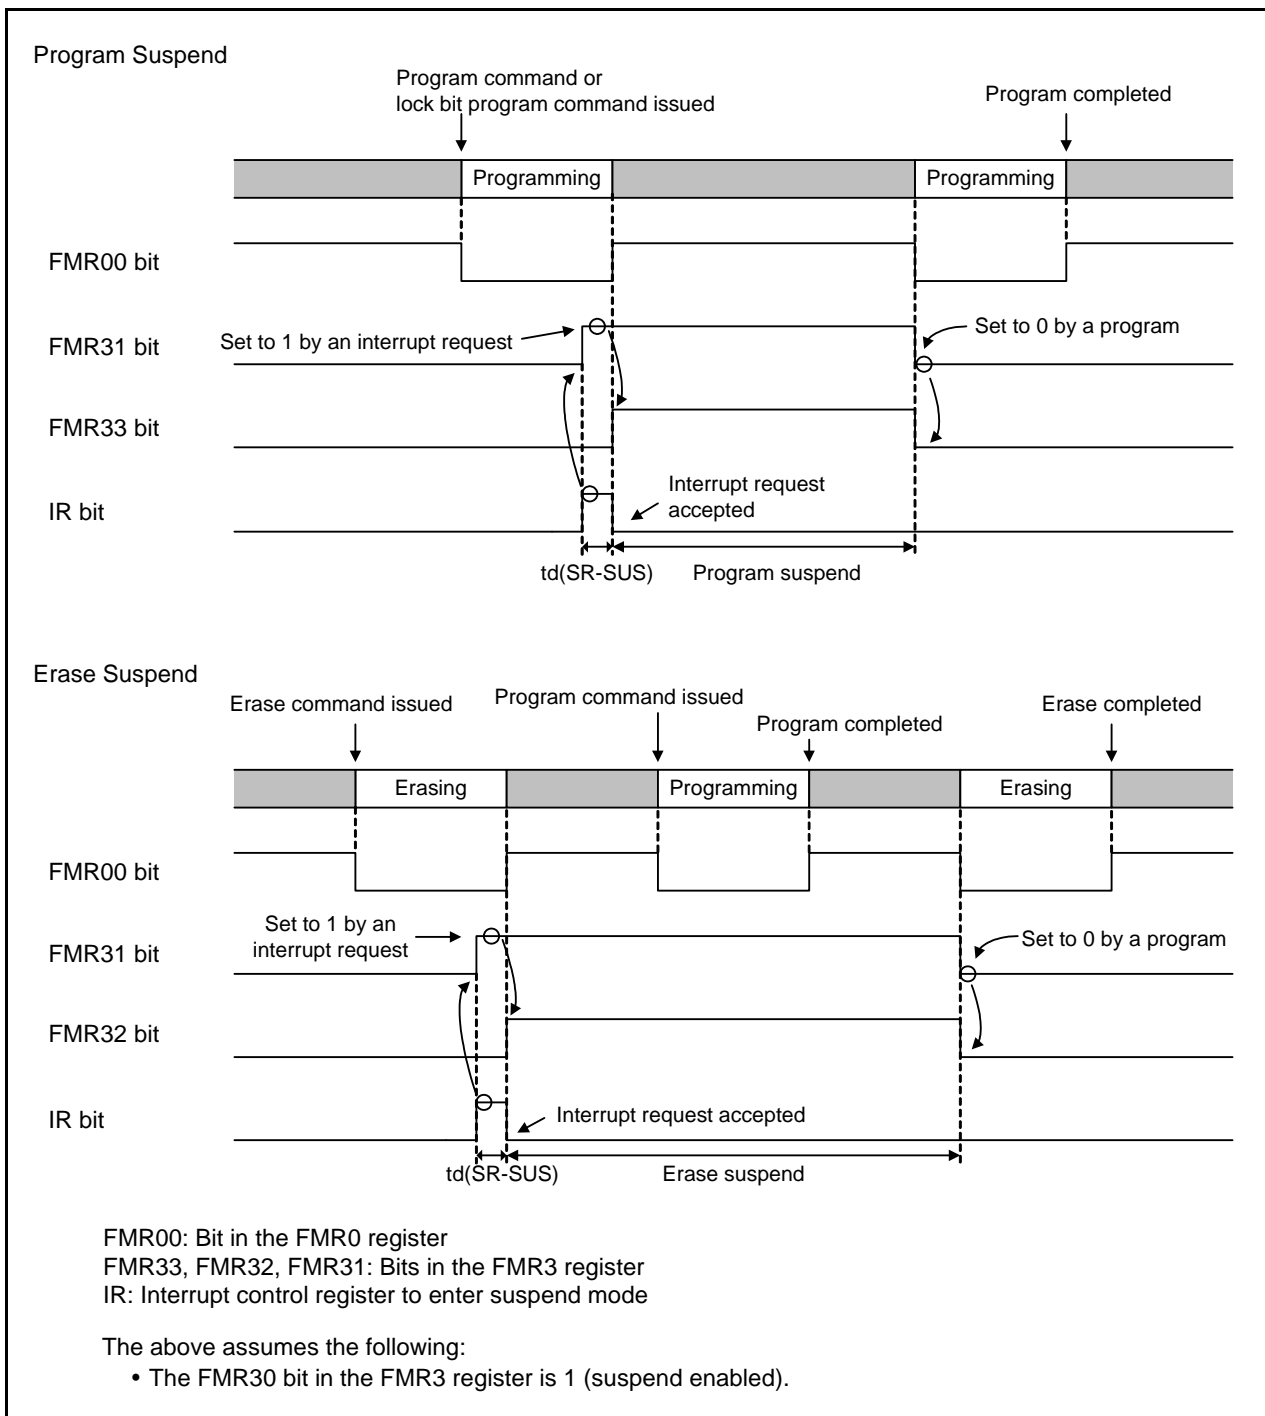 Program Suspend
Program command or
lock bit program command issued
Program completed
Programming
Programming
FMR00 bit
Set to 1 by an interrupt request
Set to 0 by a program
FMR31 bit
FMR33 bit
Interrupt request
accepted
IR bit
td(SR-SUS)
Program suspend
Erase Suspend
Erase command issued
Program command issued
Program completed
Erase completed
Erasing
Programming
Erasing
FMR00 bit
Set to 1 by an
interrupt request
Set to 0 by a program
FMR31 bit
FMR32 bit
Interrupt request accepted
IR bit
td(SR-SUS)
Erase suspend
FMR00: Bit in the FMR0 register
FMR33, FMR32, FMR31: Bits in the FMR3 register
IR: Interrupt control register to enter suspend mode
The above assumes the following:
• The FMR30 bit in the FMR3 register is 1 (suspend enabled).